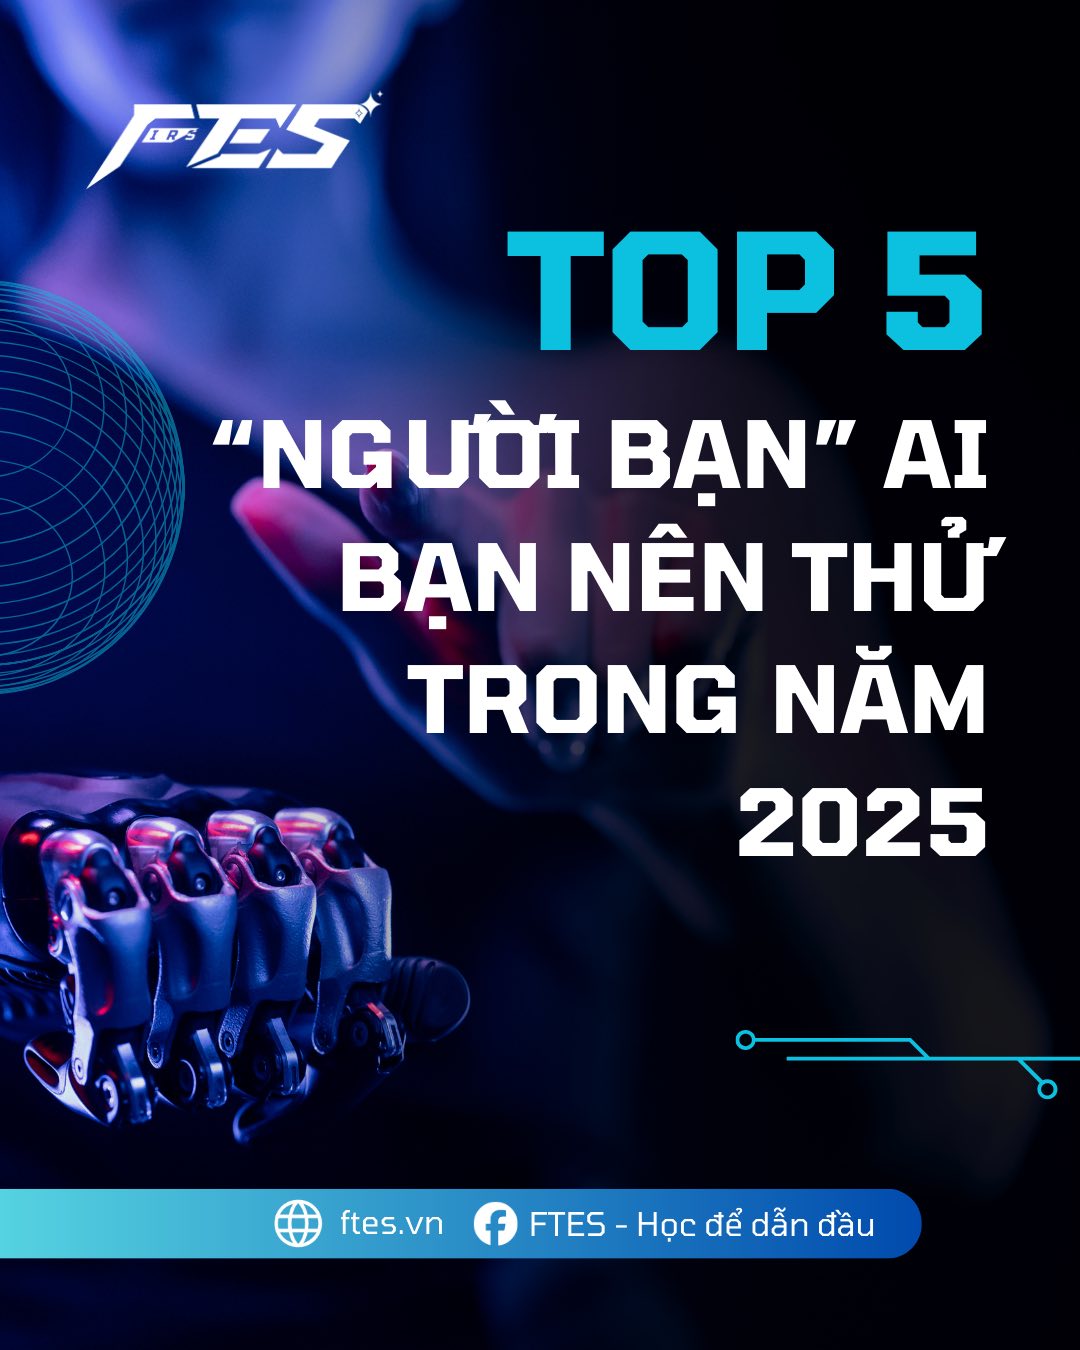 FTES
IRS
TOP 5
“NGƯỜI BẠN” AI
BẠN NÊN THỬ
TRONG NĂM
2025
ftes.vn FTES - Học để dẫn đầu